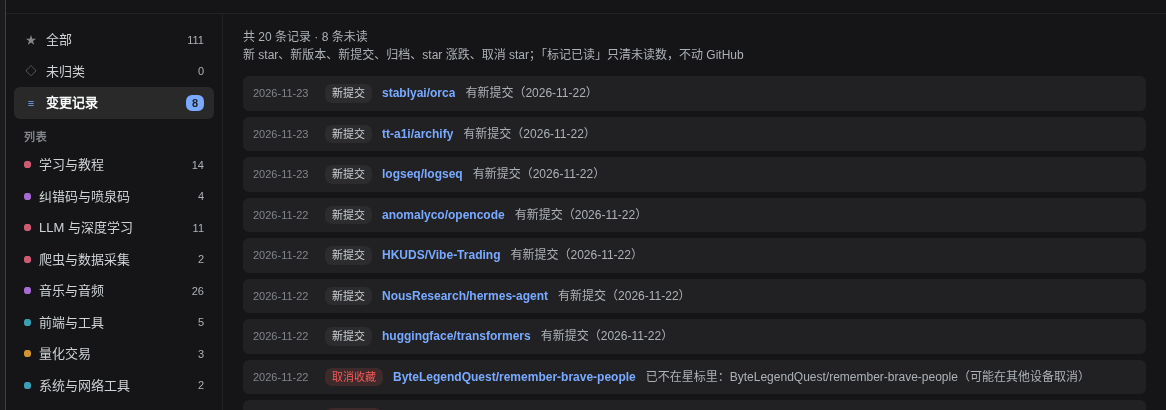 ★ 全部 111
◇ 未归类 0
≡ 变更记录 8
列表
学习与教程 14
纠错码与喷泉码 4
LLM 与深度学习 11
爬虫与数据采集 2
音乐与音频 26
前端与工具 5
量化交易 3
系统与网络工具 2
共 20 条记录 · 8 条未读
新 star、新版本、新提交、归档、star 涨跌、取消 star；「标记已读」只清未读数，不动 GitHub
2026-11-23 新提交 stablyai/orca 有新提交（2026-11-22）
2026-11-23 新提交 tt-a1i/archify 有新提交（2026-11-22）
2026-11-23 新提交 logseq/logseq 有新提交（2026-11-22）
2026-11-22 新提交 anomalyco/opencode 有新提交（2026-11-22）
2026-11-22 新提交 HKUDS/Vibe-Trading 有新提交（2026-11-22）
2026-11-22 新提交 NousResearch/hermes-agent 有新提交（2026-11-22）
2026-11-22 新提交 huggingface/transformers 有新提交（2026-11-22）
2026-11-22 取消收藏 ByteLegendQuest/remember-brave-people 已不在星标里：ByteLegendQuest/remember-brave-people（可能在其他设备取消）